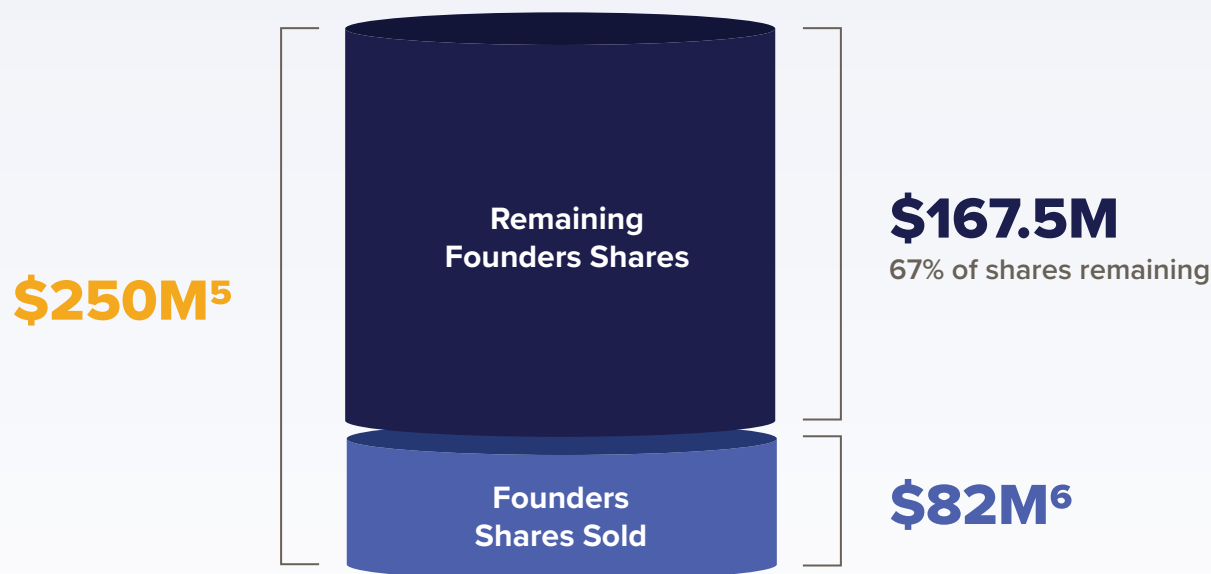 $250M⁵
Remaining
Founders Shares
$167.5M
67% of shares remaining
Founders
Shares Sold
$82M⁶